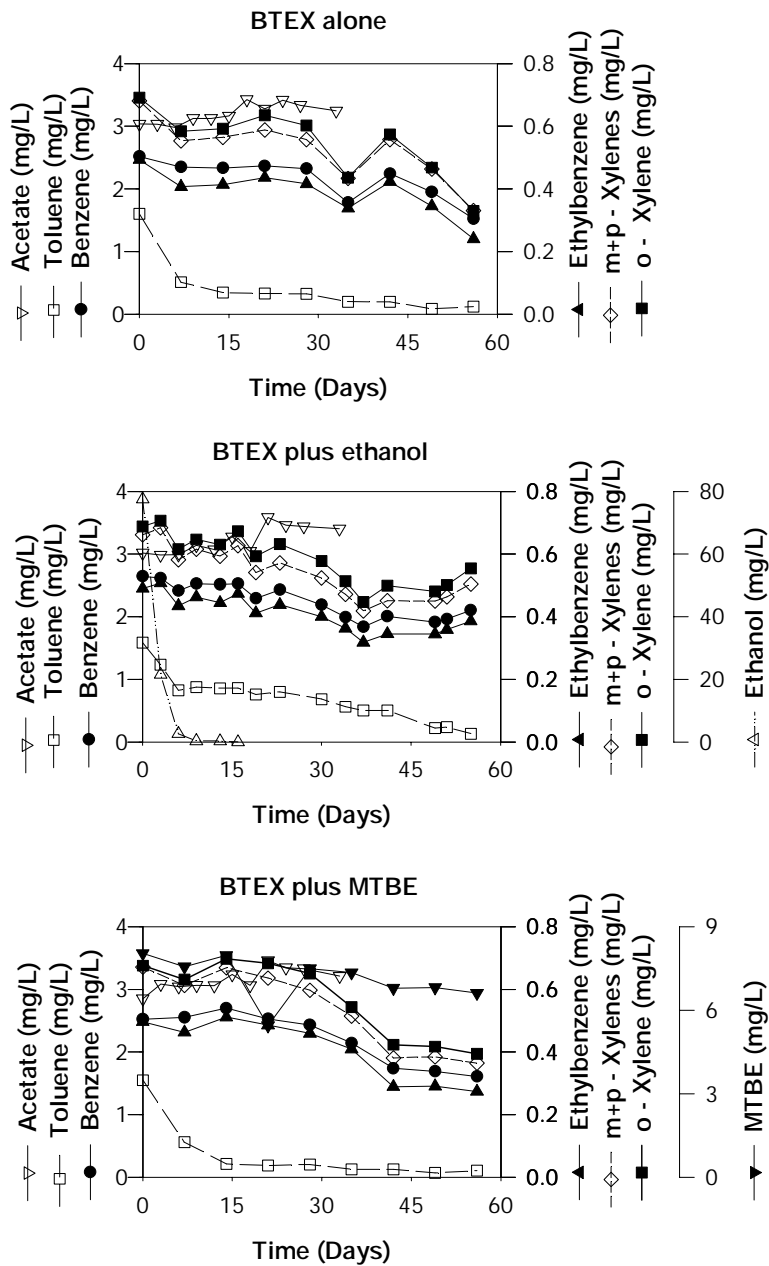 BTEX alone
Acetate (mg/L)
Toluene (mg/L)
Benzene (mg/L)
4
3
2
1
0
0.8
0.6
0.4
0.2
0.0
Ethylbenzene (mg/L)
m+p - Xylenes (mg/L)
o - Xylene (mg/L)
0 15 30 45 60
Time (Days)
BTEX plus ethanol
Acetate (mg/L)
Toluene (mg/L)
Benzene (mg/L)
4
3
2
1
0
0.8
0.6
0.4
0.2
0.0
Ethylbenzene (mg/L)
m+p - Xylenes (mg/L)
o - Xylene (mg/L)
80
60
40
20
0
Ethanol (mg/L)
0 15 30 45 60
Time (Days)
BTEX plus MTBE
Acetate (mg/L)
Toluene (mg/L)
Benzene (mg/L)
4
3
2
1
0
0.8
0.6
0.4
0.2
0.0
Ethylbenzene (mg/L)
m+p - Xylenes (mg/L)
o - Xylene (mg/L)
9
6
3
0
MTBE (mg/L)
0 15 30 45 60
Time (Days)